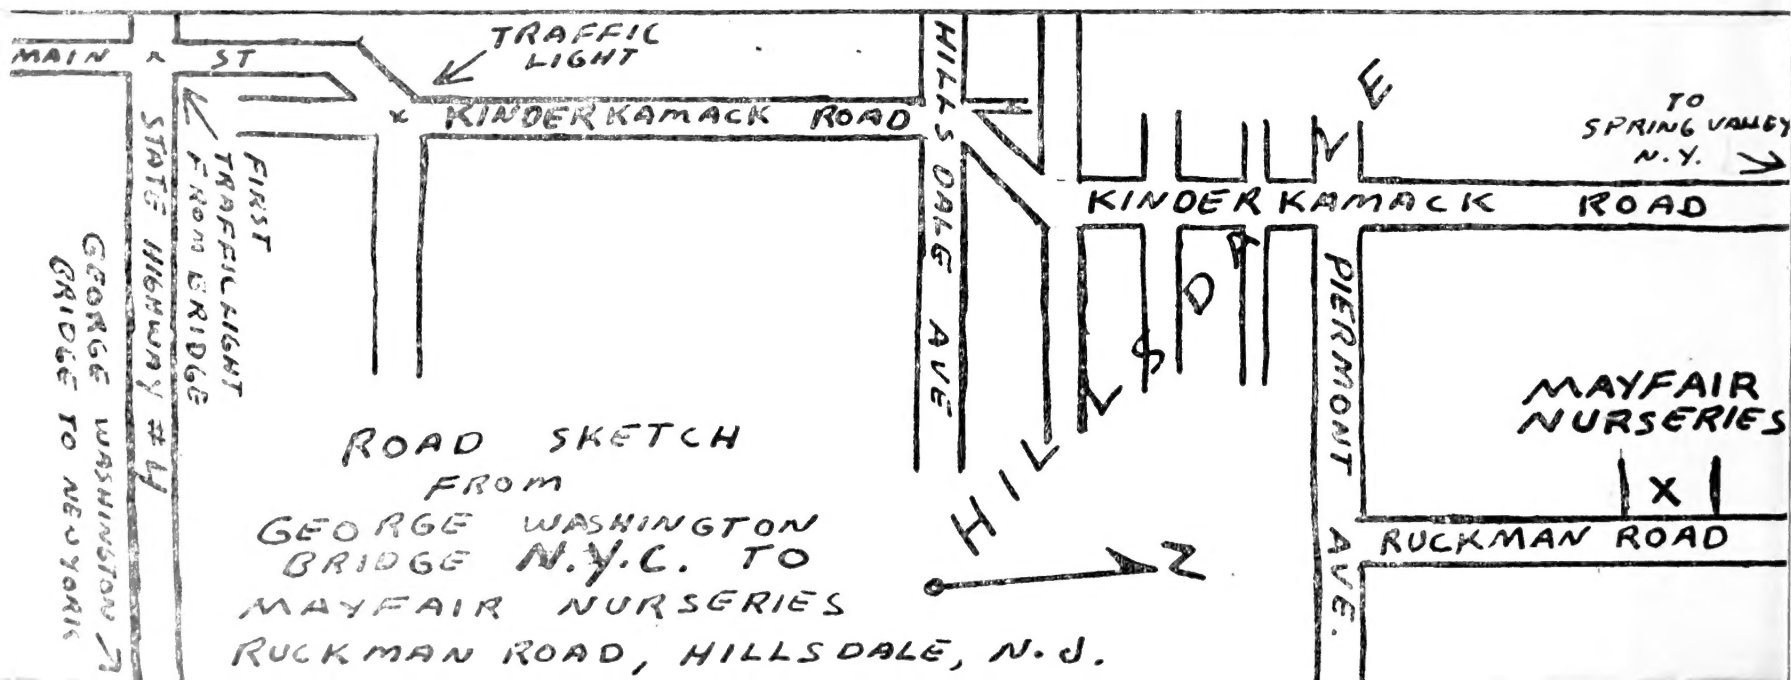 MAIN ST
TRAFFIC
LIGHT
KINDERKAMACK ROAD
HILLSDALE AVE
STATE HIGHWAY #4
FIRST
TRAFFIC LIGHT
FROM BRIDGE
GEORGE WASHINGTON
BRIDGE TO NEW YORK
KINDERKAMACK ROAD
TO
SPRING VALLEY
N.Y.
HILLSDALE
PIERMONT AVE.
MAYFAIR
NURSERIES
X
RUCKMAN ROAD
N
ROAD SKETCH
FROM
GEORGE WASHINGTON
BRIDGE N.Y.C. TO
MAYFAIR NURSERIES
RUCKMAN ROAD, HILLSDALE, N.J.